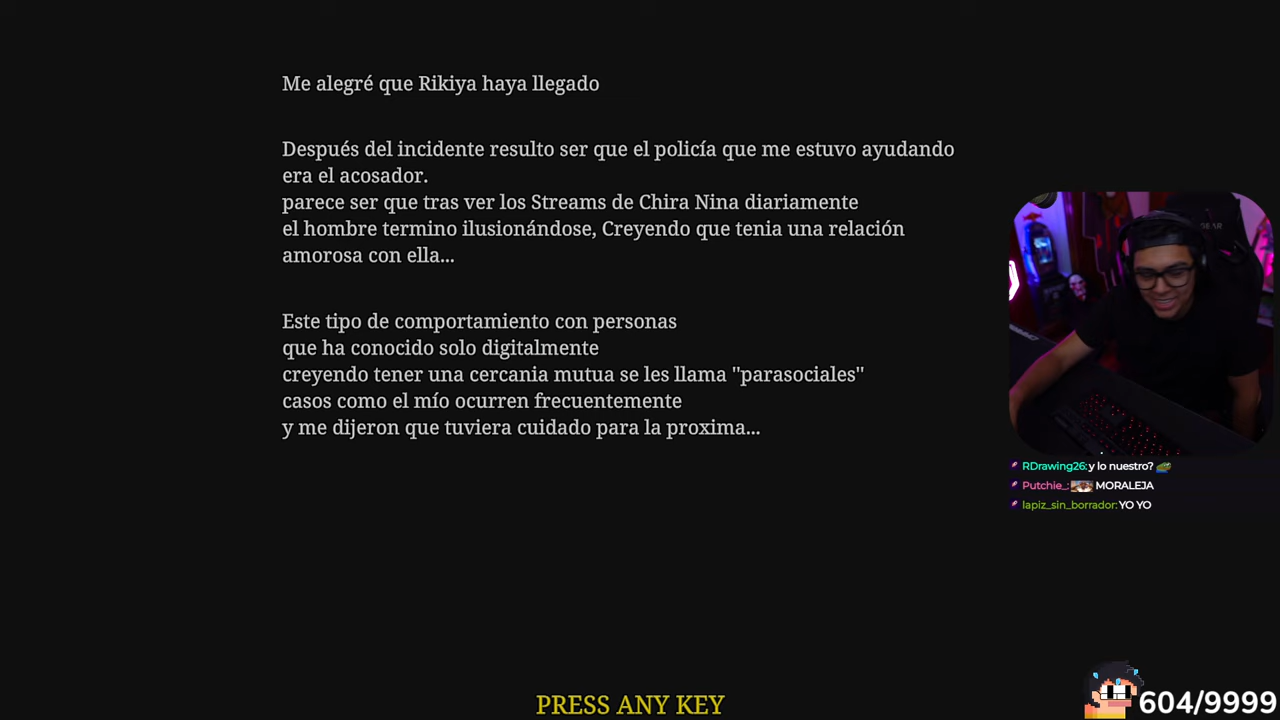 Me alegré que Rikiya haya llegado
Después del incidente resulto ser que el policía que me estuvo ayudando
era el acosador.
parece ser que tras ver los Streams de Chira Nina diariamente
el hombre termino ilusionándose, Creyendo que tenia una relación
amorosa con ella...
Este tipo de comportamiento con personas
que ha conocido solo digitalmente
creyendo tener una cercania mutua se les llama "parasociales"
casos como el mío ocurren frecuentemente
y me dijeron que tuviera cuidado para la proxima...
RDrawing26: y lo nuestro?
Putchie_: MORALEJA
lapiz_sin_borrador: YO YO
PRESS ANY KEY
604/9999